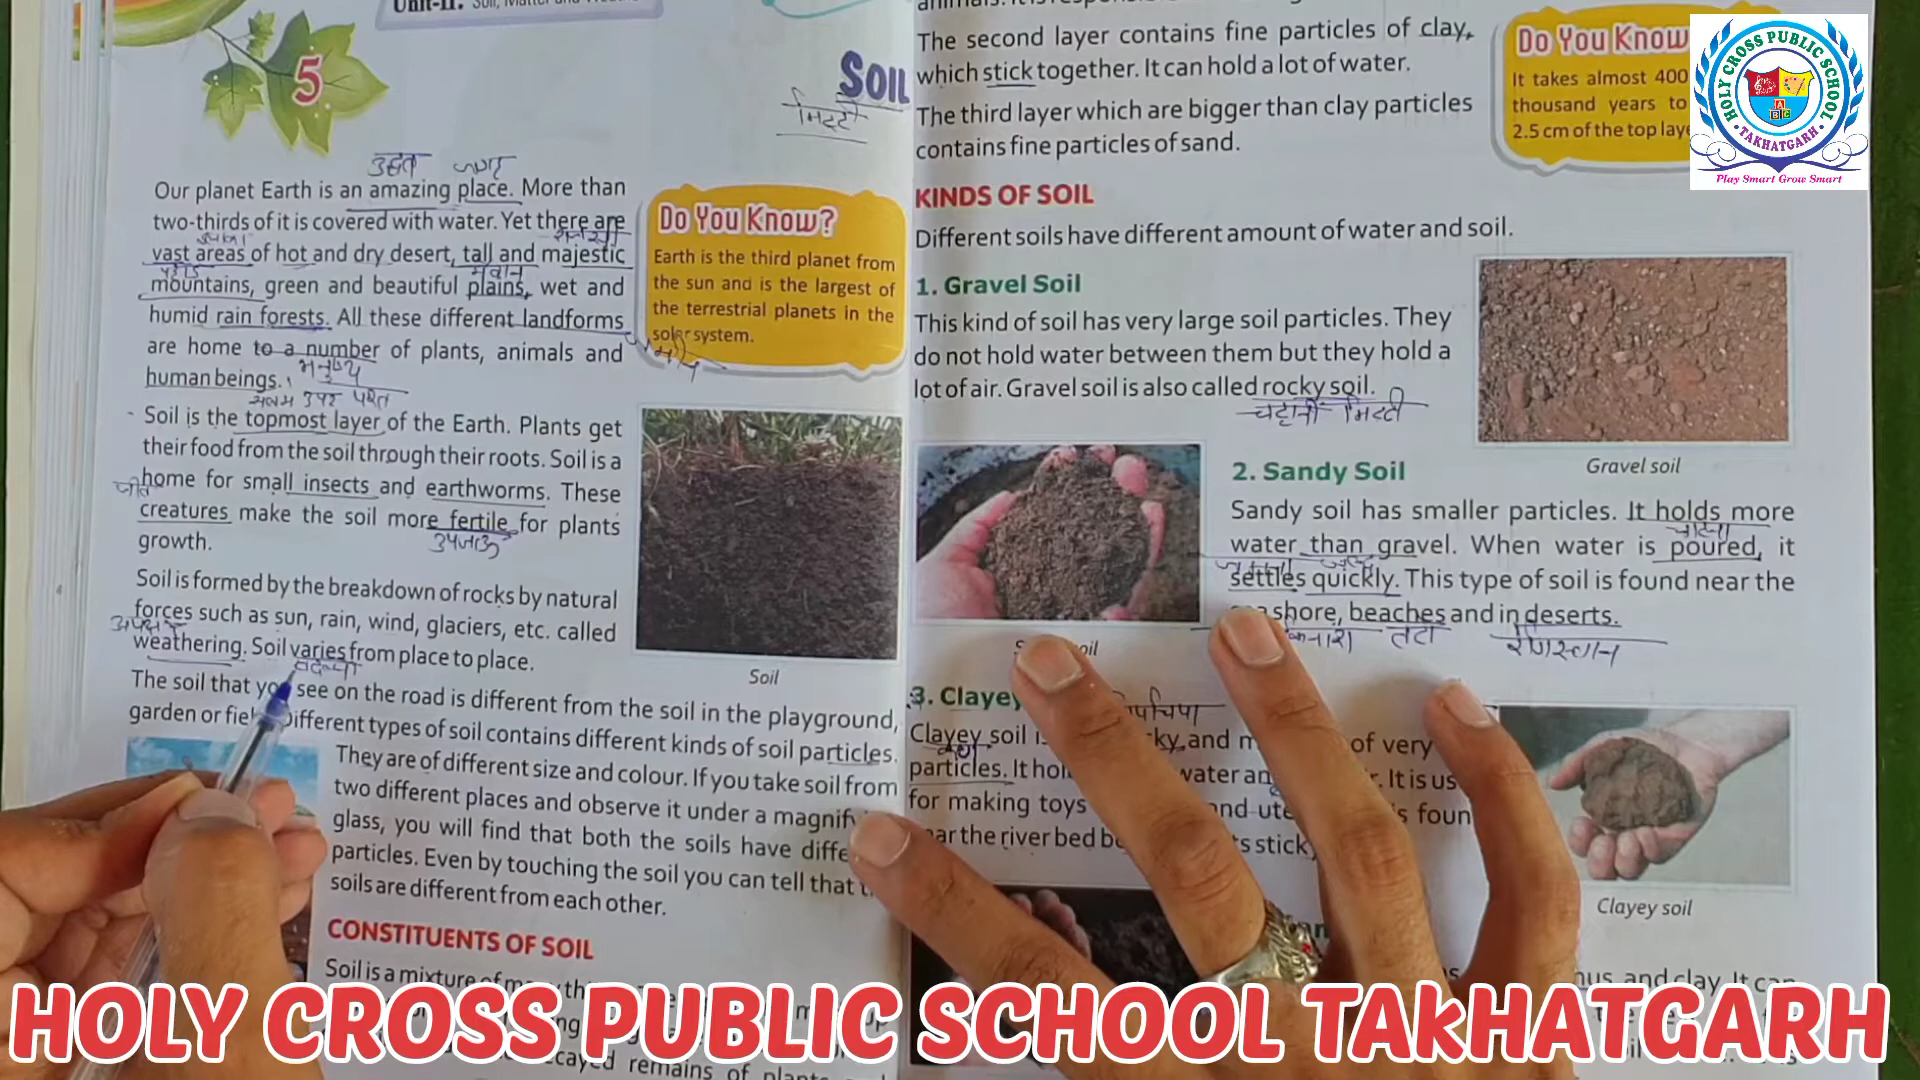 Unit-II: Soil,
5
SOIL
मिट्टी
जगह
Our planet Earth is an amazing place. More than
two-thirds of it is covered with water. Yet there are
vast areas of hot and dry desert, tall and majestic
mountains, green and beautiful plains, wet and
humid rain forests. All these different landforms
are home to a number of plants, animals and
human beings.
मनुष्य
Do You Know?
Earth is the third planet from
the sun and is the largest of
the terrestrial planets in the
solar system.
Soil is the topmost layer of the Earth. Plants get
their food from the soil through their roots. Soil is a
home for small insects and earthworms. These
creatures make the soil more fertile for plants
उपजाऊ
growth.
Soil is formed by the breakdown of rocks by natural
forces such as sun, rain, wind, glaciers, etc. called
weathering. Soil varies from place to place.
Soil
The soil that you see on the road is different from the soil in the playground,
garden or Different types of soil contains different kinds of soil particles.
They are of different size and colour. If you take soil from
two different places and observe it under a
glass, you will find that both the soils have
particles. Even by touching the soil you can tell that
soils are different from each other.
CONSTITUENTS OF SOIL
Soil is a mixture of
remains of
The second layer contains fine particles of clay,
which stick together. It can hold a lot of water.
The third layer which are bigger than clay particles
contains fine particles of sand.
Do You Know
It takes almost 400
thousand years to
2.5 cm of the top
KINDS OF SOIL
Different soils have different amount of water and soil.
1. Gravel Soil
This kind of soil has very large soil particles. They
do not hold water between them but they hold a
lot of air. Gravel soil is also called rocky soil.
चट्टानी मिट्टी
Gravel soil
2. Sandy Soil
Sandy soil has smaller particles. It holds more
water than gravel. When water is poured, it
settles quickly. This type of soil is found near the
shore, beaches and in deserts.
तटों रेगिस्तान
3. Clayey
Clayey soil and of very
particles. It water It is
for making toys and
the river bed
Clayey soil
and clay. It can
HOLY CROSS PUBLIC SCHOOL
TAKHATGARH
A
B C
Play Smart Grow Smart
HOLY CROSS PUBLIC SCHOOL TAKHATGARH